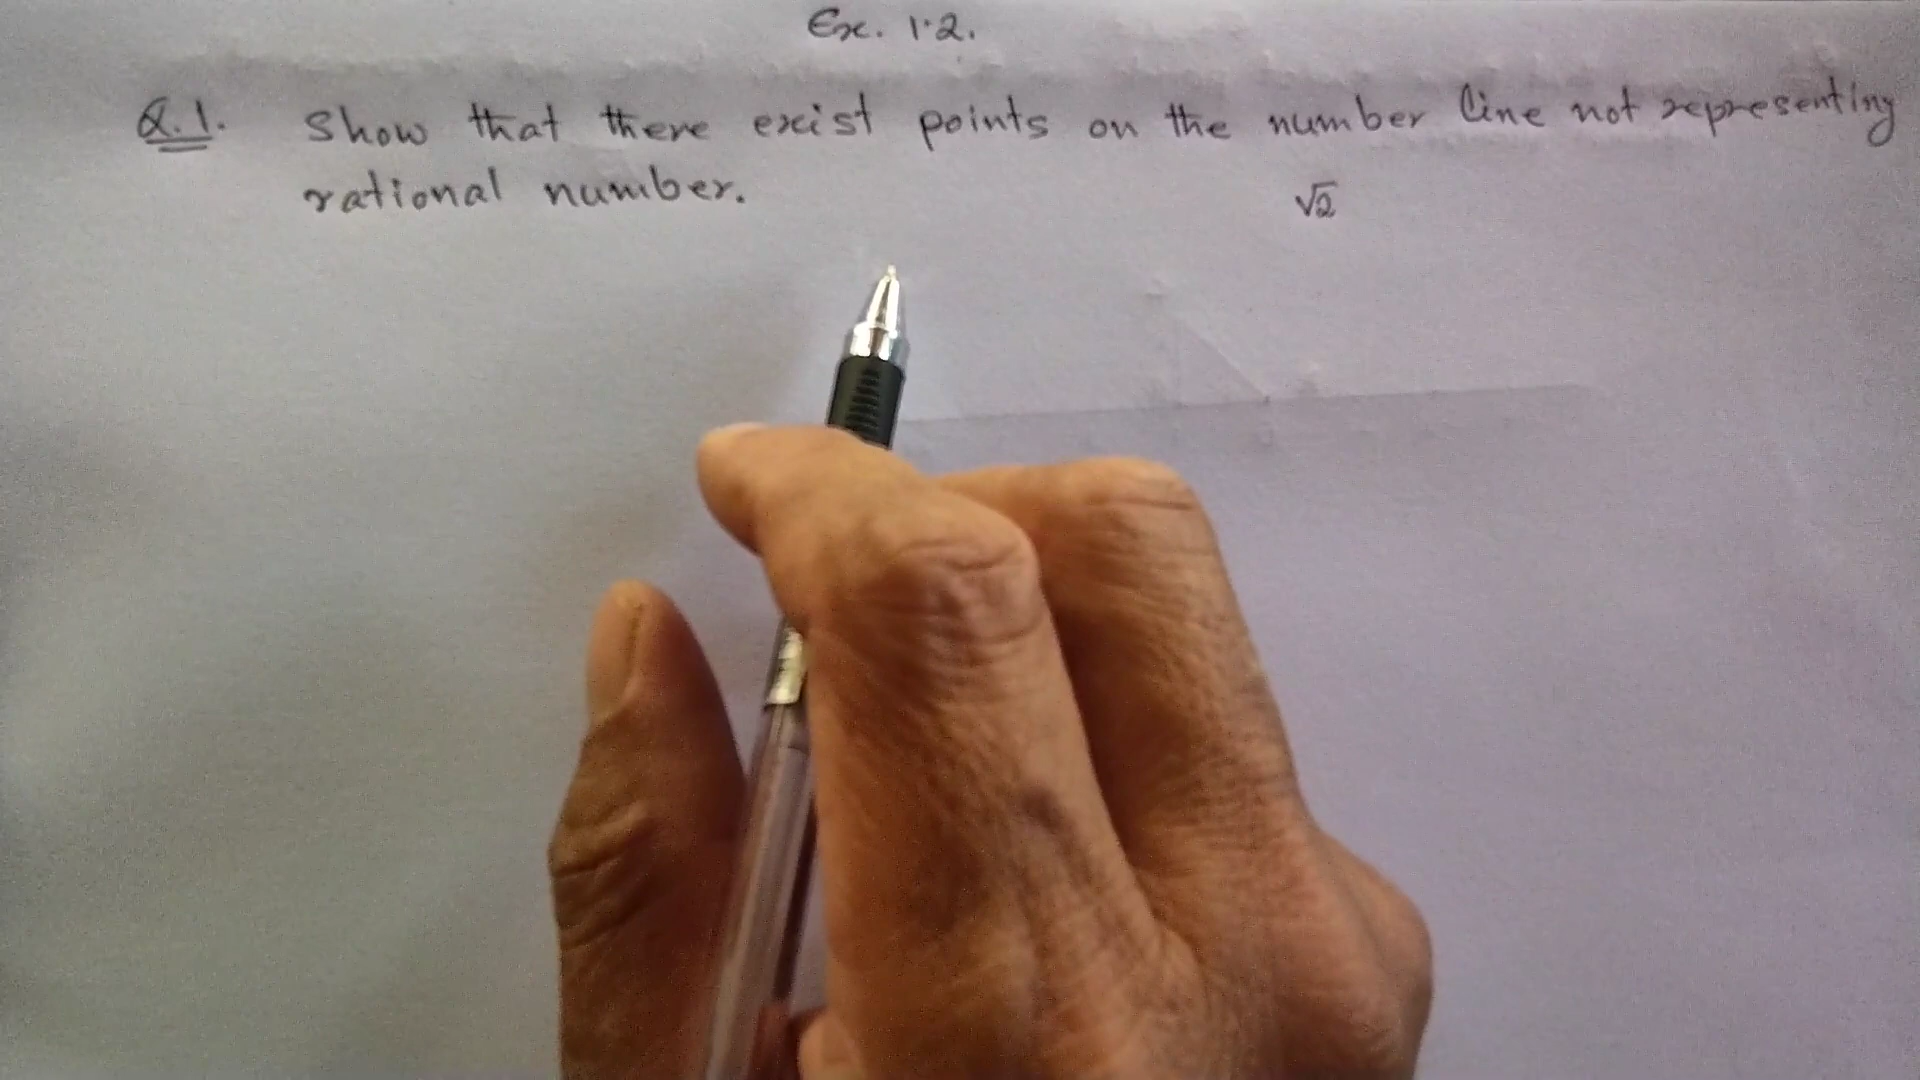 Ex. 1.2.
Q.1. Show that there exist points on the number line not representing
rational number.
√2